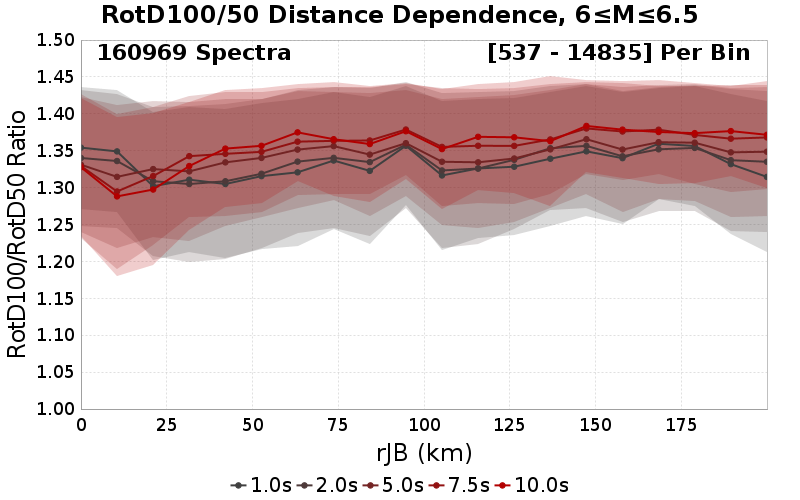 RotD100/50 Distance Dependence, 6≤M≤6.5
160969 Spectra [537 - 14835] Per Bin
RotD100/RotD50 Ratio
1.50
1.45
1.40
1.35
1.30
1.25
1.20
1.15
1.10
1.05
1.00
0 25 50 75 100 125 150 175
rJB (km)
1.0s 2.0s 5.0s 7.5s 10.0s